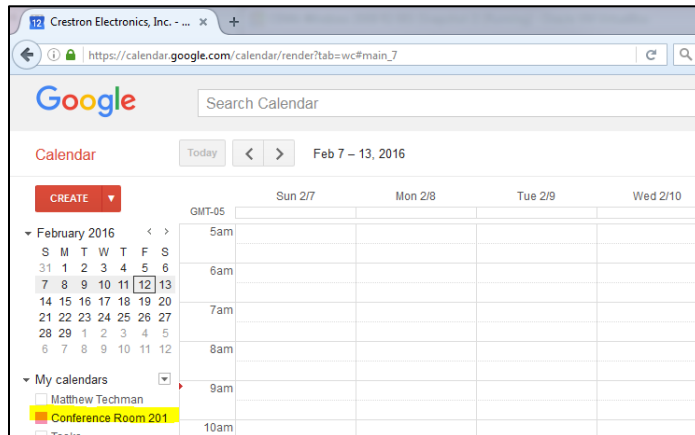 12 Crestron Electronics, Inc. - ... × +
https://calendar.google.com/calendar/render?tab=wc#main_7
Google
Search Calendar
Calendar
Today
Feb 7 – 13, 2016
CREATE
Sun 2/7 Mon 2/8 Tue 2/9 Wed 2/10
GMT-05
February 2016
S M T W T F S
31 1 2 3 4 5 6
7 8 9 10 11 12 13
14 15 16 17 18 19 20
21 22 23 24 25 26 27
28 29 1 2 3 4 5
6 7 8 9 10 11 12
My calendars
Matthew Techman
Conference Room 201
5am
6am
7am
8am
9am
10am